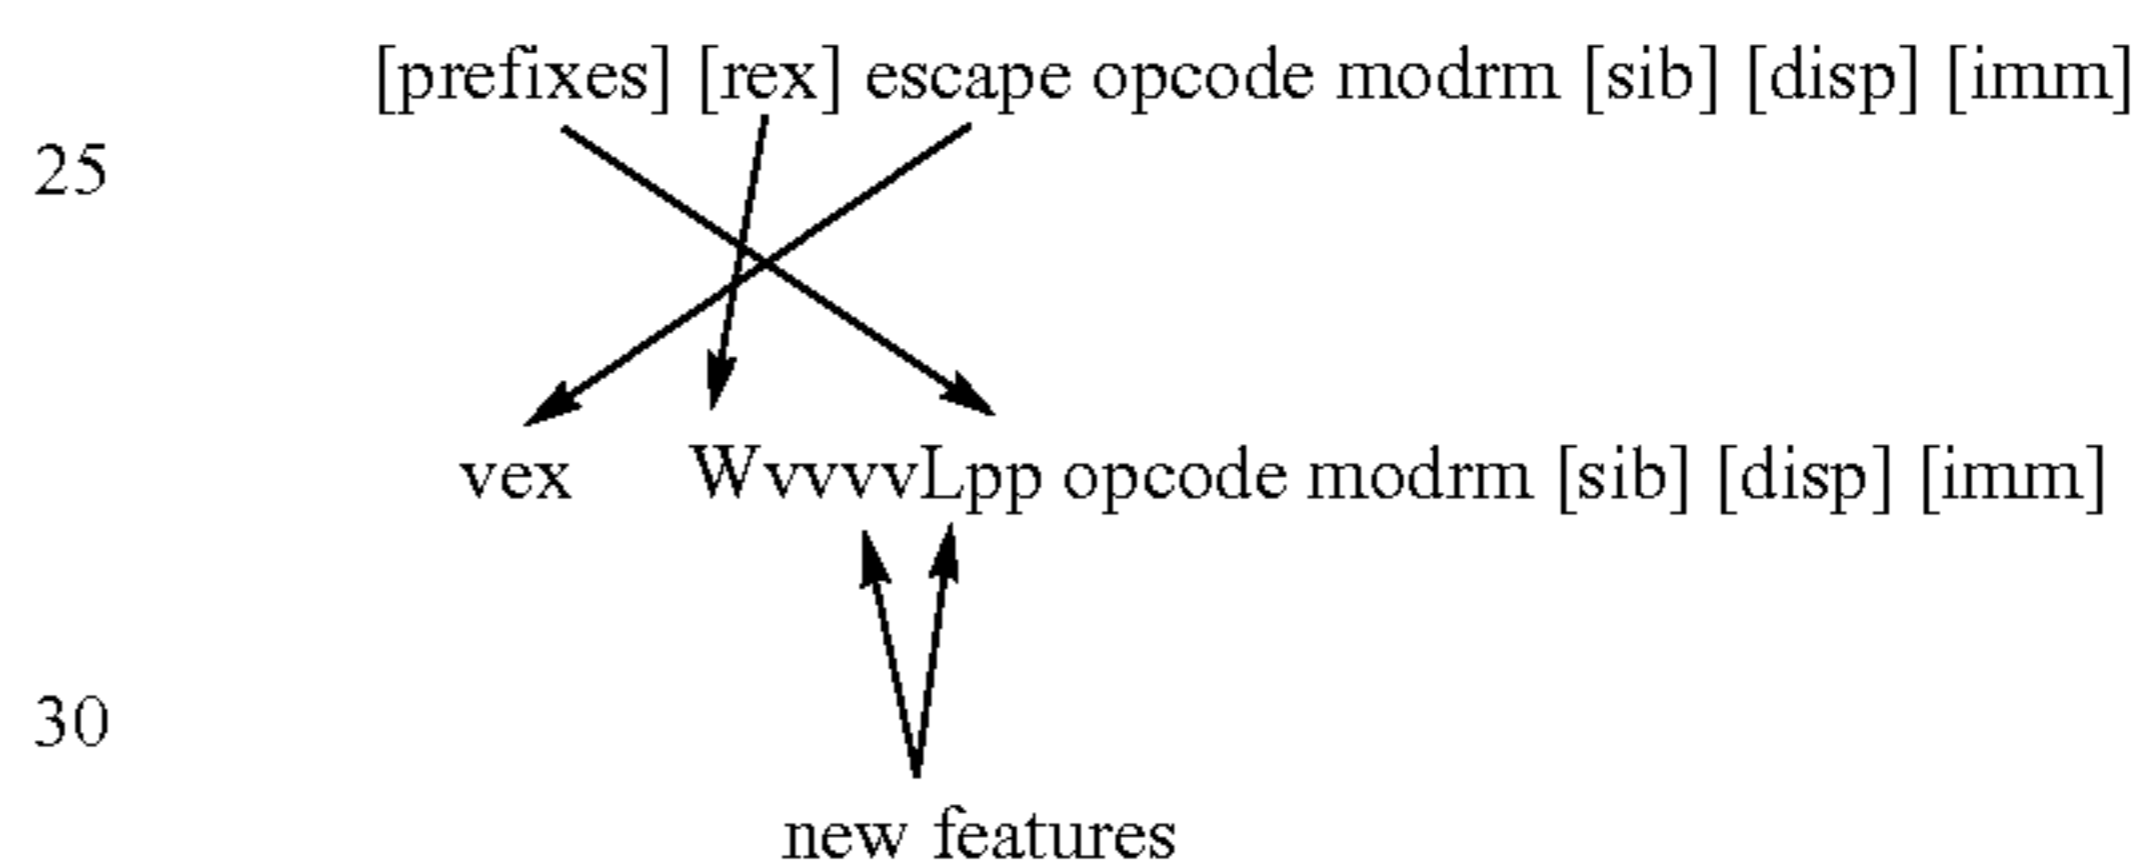 [prefixes] [rex] escape opcode modrm [sib] [disp] [imm]
25
vex WvvvvLpp opcode modrm [sib] [disp] [imm]
30
new features